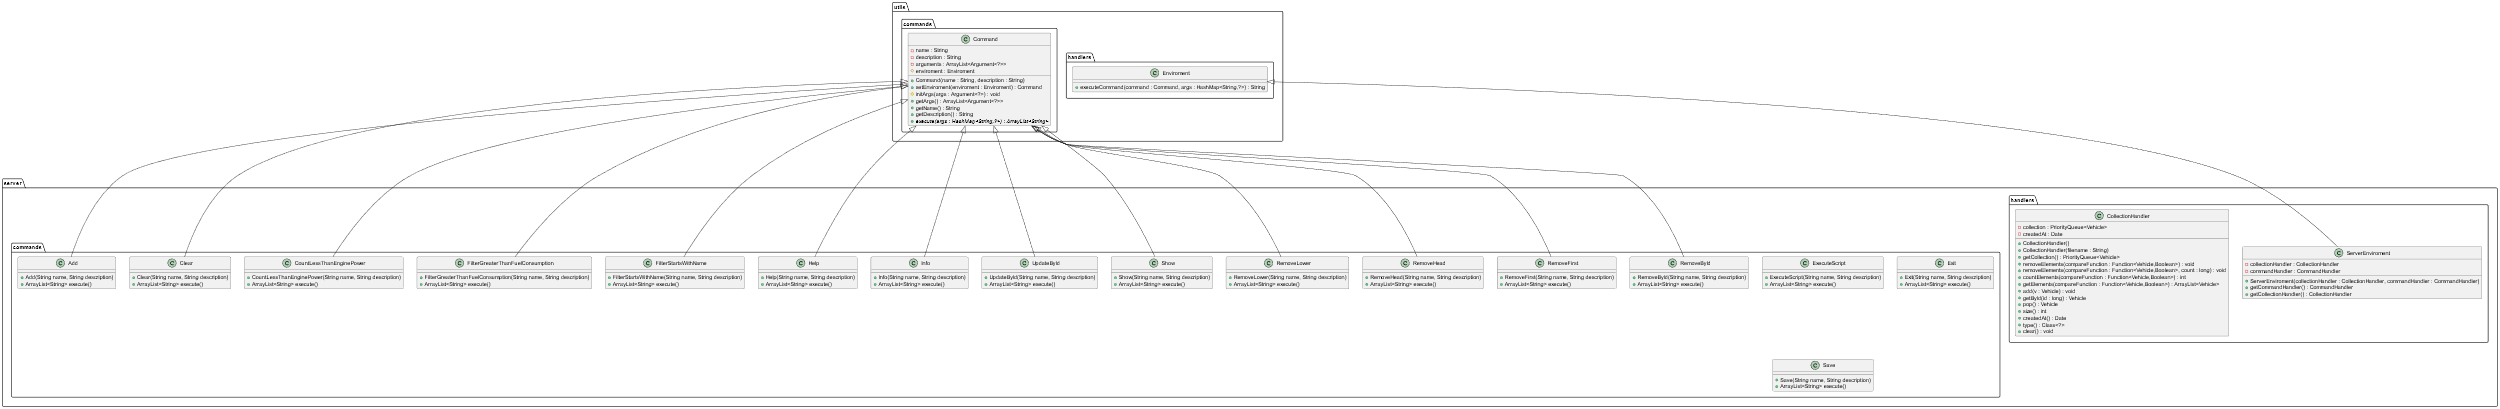 utils
commands
C Command
name : String
description : String
arguments : ArrayList<Argument<?>>
enviroment : Enviroment
Command(name : String, description : String)
setEnviroment(enviroment : Enviroment) : Command
initArgs(args : Argument<?>) : void
getArgs() : ArrayList<Argument<?>>
getName() : String
getDescription() : String
execute(args : HashMap<String,?>) : ArrayList<String>
handlers
C Enviroment
executeCommand(command : Command, args : HashMap<String,?>) : String
server
commands
C Add
Add(String name, String description)
ArrayList<String> execute()
C Clear
Clear(String name, String description)
ArrayList<String> execute()
C CountLessThanEnginePower
CountLessThanEnginePower(String name, String description)
ArrayList<String> execute()
C FilterGreaterThanFuelConsumption
FilterGreaterThanFuelConsumption(String name, String description)
ArrayList<String> execute()
C FilterStartsWithName
FilterStartsWithName(String name, String description)
ArrayList<String> execute()
C Help
Help(String name, String description)
ArrayList<String> execute()
C Info
Info(String name, String description)
ArrayList<String> execute()
C UpdateById
UpdateById(String name, String description)
ArrayList<String> execute()
C Show
Show(String name, String description)
ArrayList<String> execute()
C RemoveLower
RemoveLower(String name, String description)
ArrayList<String> execute()
C RemoveHead
RemoveHead(String name, String description)
ArrayList<String> execute()
C RemoveFirst
RemoveFirst(String name, String description)
ArrayList<String> execute()
C RemoveById
RemoveById(String name, String description)
ArrayList<String> execute()
C ExecuteScript
ExecuteScript(String name, String description)
ArrayList<String> execute()
C Exit
Exit(String name, String description)
ArrayList<String> execute()
C Save
Save(String name, String description)
ArrayList<String> execute()
handlers
C CollectionHandler
collection : PriorityQueue<Vehicle>
createdAt : Date
CollectionHandler()
CollectionHandler(filename : String)
getCollection() : PriorityQueue<Vehicle>
removeElements(compareFunction : Function<Vehicle,Boolean>) : void
removeElements(compareFunction : Function<Vehicle,Boolean>, count : long) : void
countElements(compareFunction : Function<Vehicle,Boolean>) : int
getElements(compareFunction : Function<Vehicle,Boolean>) : ArrayList<Vehicle>
add(v : Vehicle) : void
getById(id : long) : Vehicle
pop() : Vehicle
size() : int
createdAt() : Date
type() : Class<?>
clear() : void
C ServerEnviroment
collectionHandler : CollectionHandler
commandHandler : CommandHandler
ServerEnviroment(collectionHandler : CollectionHandler, commandHandler : CommandHandler)
getCommandHandler() : CommandHandler
getCollectionHandler() : CollectionHandler